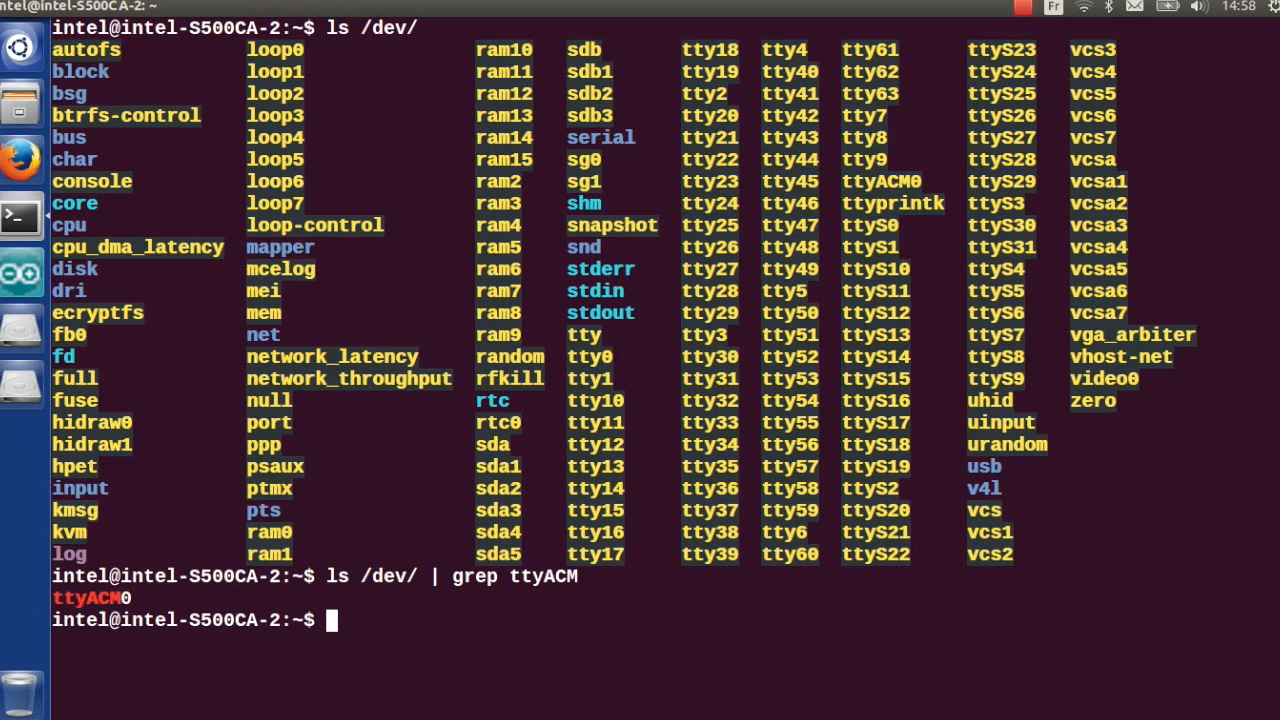 intel@intel-S500CA-2: ~ Fr 14:58
intel@intel-S500CA-2:~$ ls /dev/
autofs loop0 ram10 sdb tty18 tty4 tty61 ttyS23 vcs3
block loop1 ram11 sdb1 tty19 tty40 tty62 ttyS24 vcs4
bsg loop2 ram12 sdb2 tty2 tty41 tty63 ttyS25 vcs5
btrfs-control loop3 ram13 sdb3 tty20 tty42 tty7 ttyS26 vcs6
bus loop4 ram14 serial tty21 tty43 tty8 ttyS27 vcs7
char loop5 ram15 sg0 tty22 tty44 tty9 ttyS28 vcsa
console loop6 ram2 sg1 tty23 tty45 ttyACM0 ttyS29 vcsa1
core loop7 ram3 shm tty24 tty46 ttyprintk ttyS3 vcsa2
cpu loop-control ram4 snapshot tty25 tty47 ttyS0 ttyS30 vcsa3
cpu_dma_latency mapper ram5 snd tty26 tty48 ttyS1 ttyS31 vcsa4
disk mcelog ram6 stderr tty27 tty49 ttyS10 ttyS4 vcsa5
dri mei ram7 stdin tty28 tty5 ttyS11 ttyS5 vcsa6
ecryptfs mem ram8 stdout tty29 tty50 ttyS12 ttyS6 vcsa7
fb0 net ram9 tty tty3 tty51 ttyS13 ttyS7 vga_arbiter
fd network_latency random tty0 tty30 tty52 ttyS14 ttyS8 vhost-net
full network_throughput rfkill tty1 tty31 tty53 ttyS15 ttyS9 video0
fuse null rtc tty10 tty32 tty54 ttyS16 uhid zero
hidraw0 port rtc0 tty11 tty33 tty55 ttyS17 uinput
hidraw1 ppp sda tty12 tty34 tty56 ttyS18 urandom
hpet psaux sda1 tty13 tty35 tty57 ttyS19 usb
input ptmx sda2 tty14 tty36 tty58 ttyS2 v4l
kmsg pts sda3 tty15 tty37 tty59 ttyS20 vcs
kvm ram0 sda4 tty16 tty38 tty6 ttyS21 vcs1
log ram1 sda5 tty17 tty39 tty60 ttyS22 vcs2
intel@intel-S500CA-2:~$ ls /dev/ | grep ttyACM
ttyACM0
intel@intel-S500CA-2:~$